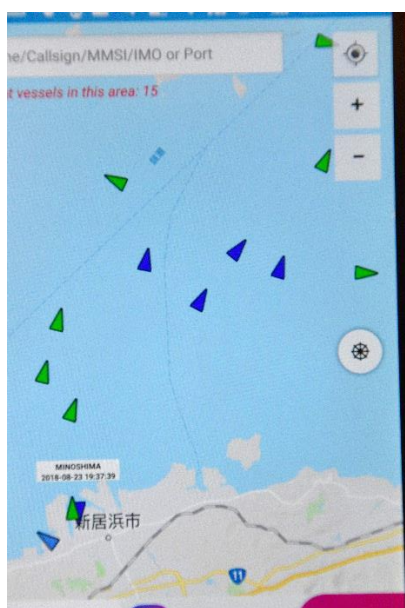 ne/Callsign/MMSI/IMO or Port
t vessels in this area: 15
MINOSHIMA
2018-08-23 19:37:39
新居浜市
11